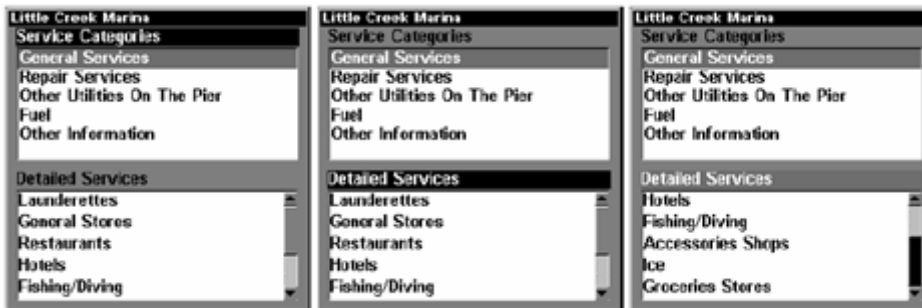 Little Creek Marina
Service Categories
General Services
Repair Services
Other Utilities On The Pier
Fuel
Other Information
Detailed Services
Launderettes
General Stores
Restaurants
Hotels
Fishing/Diving
Little Creek Marina
Service Categories
General Services
Repair Services
Other Utilities On The Pier
Fuel
Other Information
Detailed Services
Launderettes
General Stores
Restaurants
Hotels
Fishing/Diving
Little Creek Marina
Service Categories
General Services
Repair Services
Other Utilities On The Pier
Fuel
Other Information
Detailed Services
Hotels
Fishing/Diving
Accessories Shops
Ice
Groceries Stores